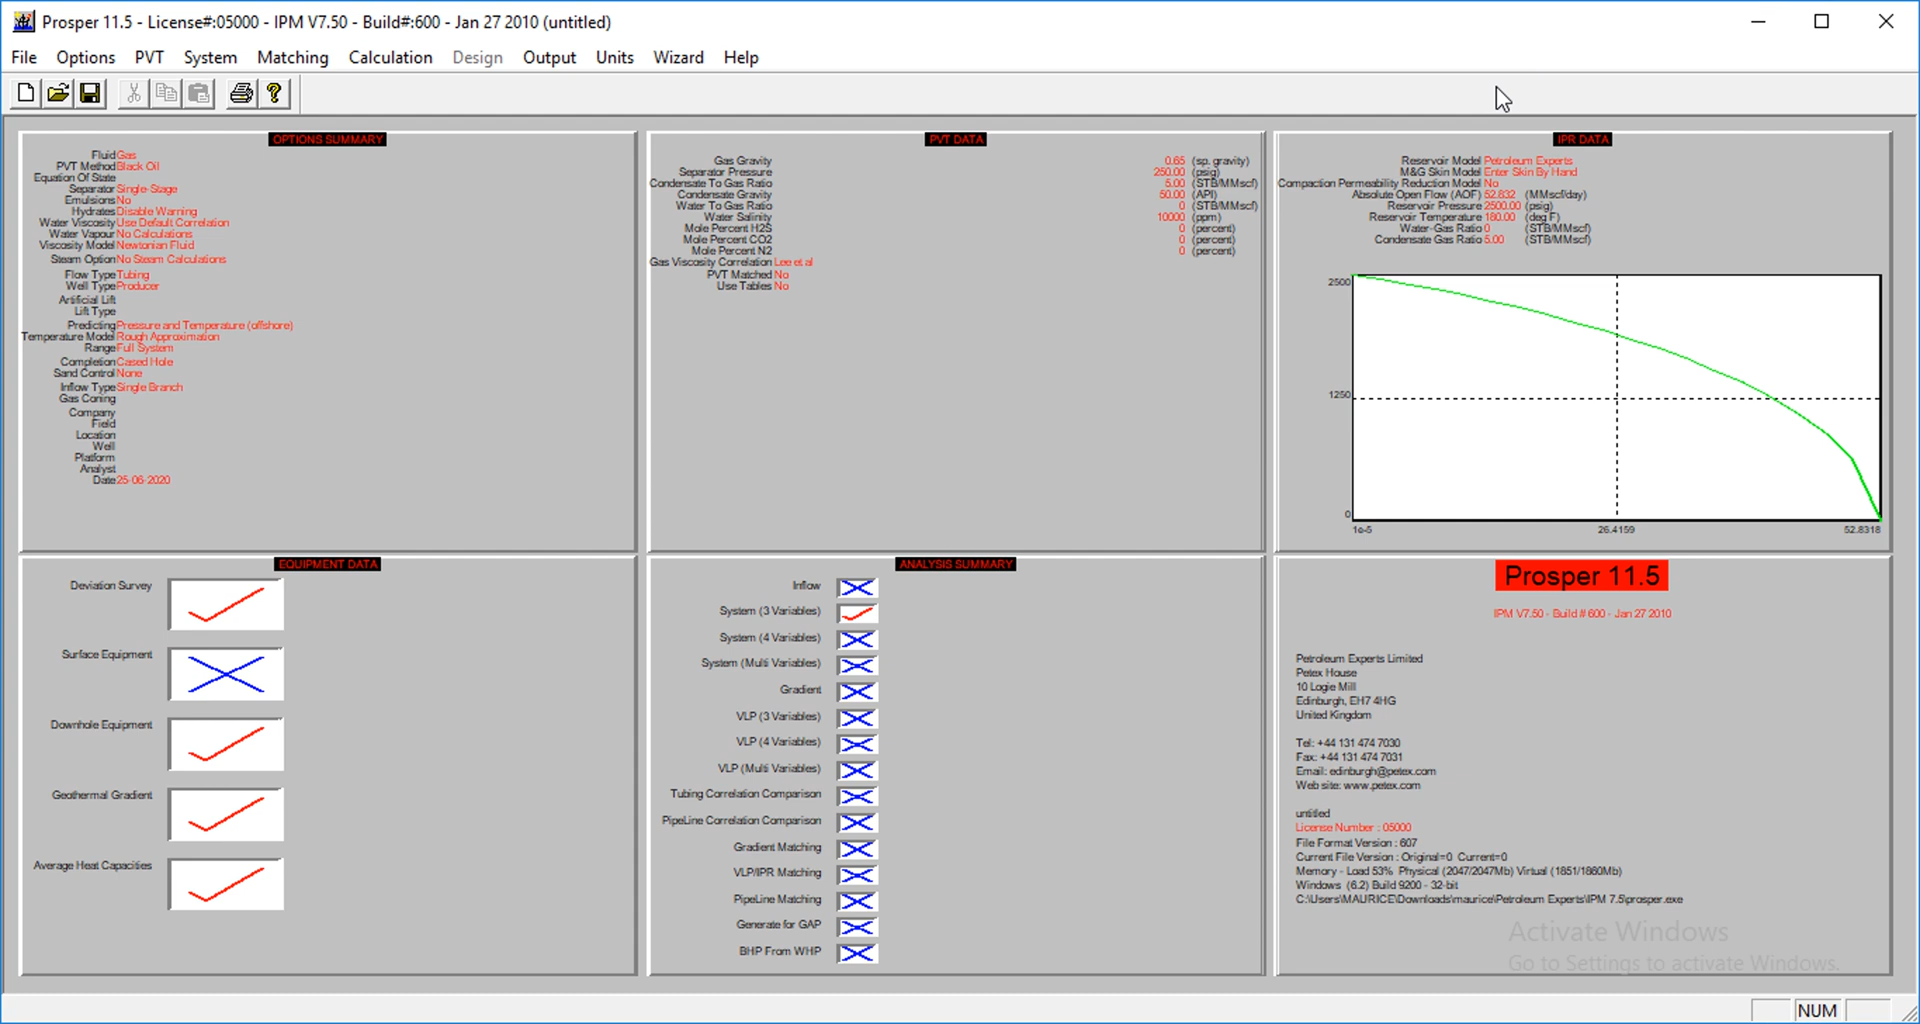 Prosper 11.5 - License#:05000 - IPM V7.50 - Build#:600 - Jan 27 2010 (untitled)
File Options PVT System Matching Calculation Design Output Units Wizard Help
OPTIONS SUMMARY
Fluid Gas
PVT Method Black Oil
Equation Of State
Separator Single-Stage
Emulsions No
Hydrates Disable Warning
Water Viscosity Use Default Correlation
Water Vapour No Calculations
Viscosity Model Newtonian Fluid
Steam Option No Steam Calculations
Flow Type Tubing
Well Type Producer
Artificial Lift
Lift Type
Predicting Pressure and Temperature (offshore)
Temperature Model Rough Approximation
Range Full System
Completion Cased Hole
Sand Control None
Inflow Type Single Branch
Gas Coning
Company
Field
Location
Well
Platform
Analyst
Date 25-06-2020
PVT DATA
Gas Gravity 0.65 (sp. gravity)
Separator Pressure 250.00 (psig)
Condensate To Gas Ratio 5.00 (STB/MMscf)
Condensate Gravity 50.00 (API)
Water To Gas Ratio 0 (STB/MMscf)
Water Salinity 10000 (ppm)
Mole Percent H2S 0 (percent)
Mole Percent CO2 0 (percent)
Mole Percent N2 0 (percent)
Gas Viscosity Correlation Lee et al
PVT Matched No
Use Tables No
IPR DATA
Reservoir Model Petroleum Experts
M&G Skin Model Enter Skin By Hand
Compaction Permeability Reduction Model No
Absolute Open Flow (AOF) 52.832 (MMscf/day)
Reservoir Pressure 2500.00 (psig)
Reservoir Temperature 180.00 (deg F)
Water-Gas Ratio 0 (STB/MMscf)
Condensate Gas Ratio 5.00 (STB/MMscf)
2500
1250
0
1e-5 26.4159 52.8318
EQUIPMENT DATA
Deviation Survey
Surface Equipment
Downhole Equipment
Geothermal Gradient
Average Heat Capacities
ANALYSIS SUMMARY
Inflow
System (3 Variables)
System (4 Variables)
System (Multi Variables)
Gradient
VLP (3 Variables)
VLP (4 Variables)
VLP (Multi Variables)
Tubing Correlation Comparison
PipeLine Correlation Comparison
Gradient Matching
VLP/IPR Matching
PipeLine Matching
Generate for GAP
BHP From WHP
Prosper 11.5
IPM V7.50 - Build # 600 - Jan 27 2010
Petroleum Experts Limited
Petex House
10 Logie Mill
Edinburgh, EH7 4HG
United Kingdom
Tel: +44 131 474 7030
Fax: +44 131 474 7031
Email: edinburgh@petex.com
Web site: www.petex.com
untitled
License Number : 05000
File Format Version : 607
Current File Version : Original=0 Current=0
Memory - Load 53% Physical (2047/2047Mb) Virtual (1851/1860Mb)
Windows (6.2) Build 9200 - 32-bit
C:\Users\MAURICE\Downloads\maurice\Petroleum Experts\IPM 7.5\prosper.exe
Activate Windows
Go to Settings to activate Windows.
NUM